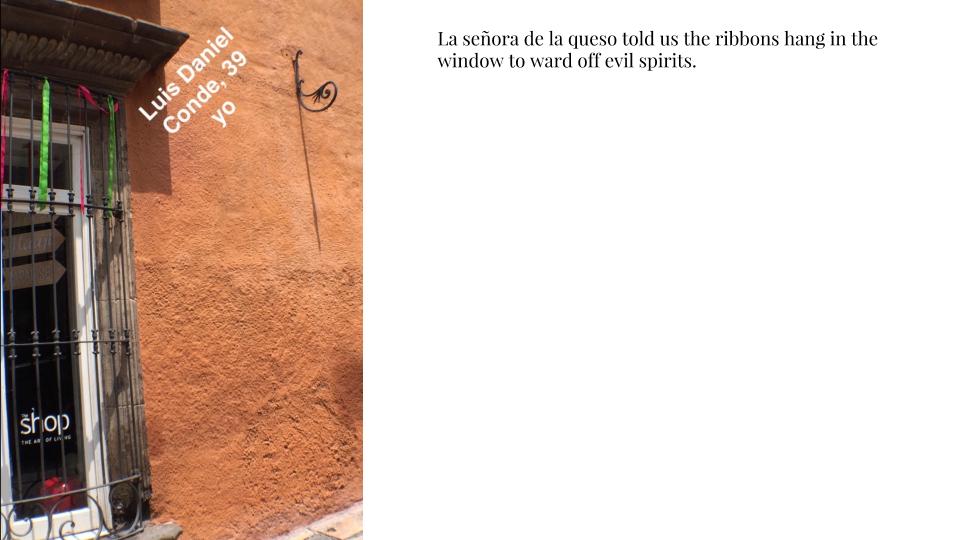 Luis Daniel
Conde, 39
yo
La señora de la queso told us the ribbons hang in the
window to ward off evil spirits.
THE
shop
THE ART OF LIVING